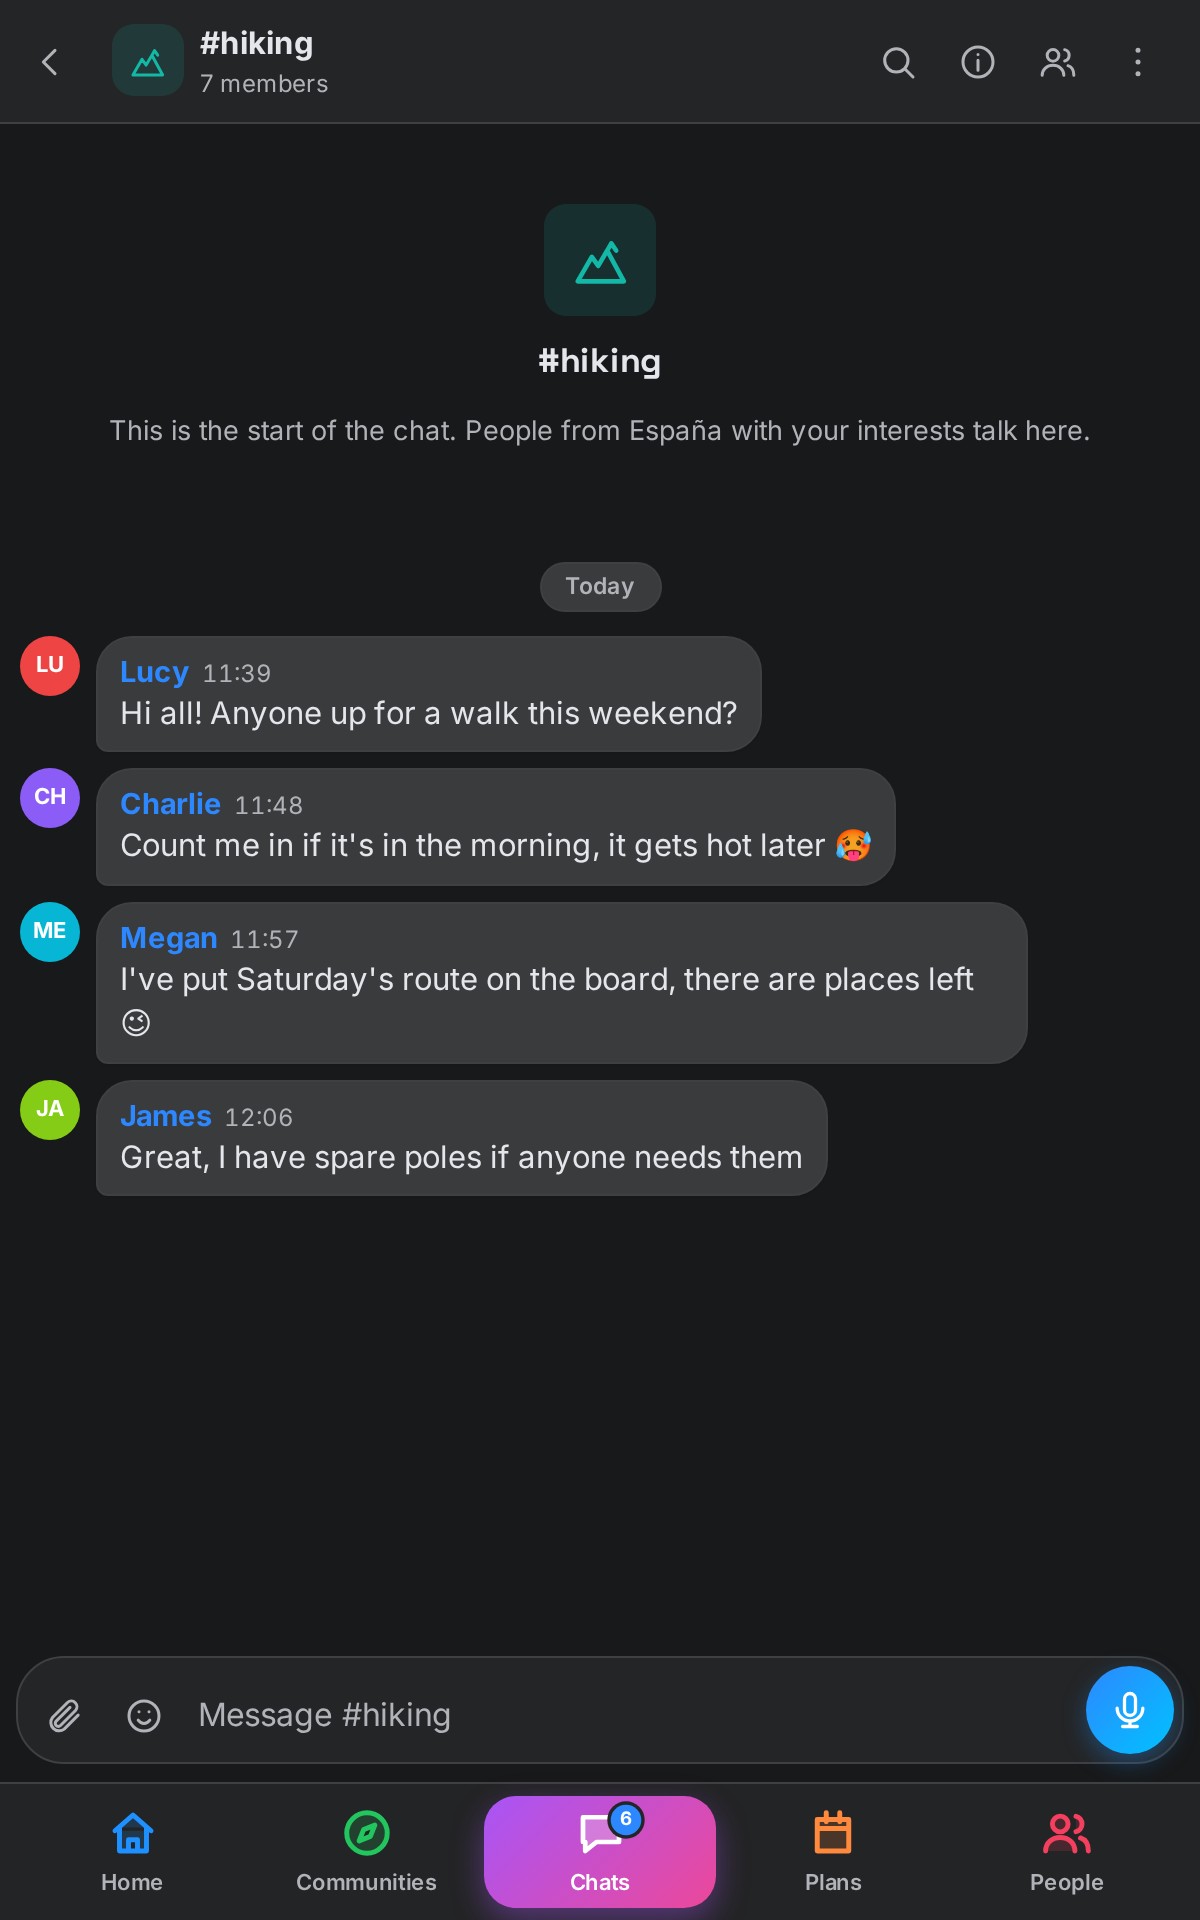 #hiking
7 members
#hiking
This is the start of the chat. People from España with your interests talk here.
Today
LU
Lucy 11:39
Hi all! Anyone up for a walk this weekend?
CH
Charlie 11:48
Count me in if it's in the morning, it gets hot later 🥵
ME
Megan 11:57
I've put Saturday's route on the board, there are places left
😉
JA
James 12:06
Great, I have spare poles if anyone needs them
Message #hiking
6
Home
Communities
Chats
Plans
People